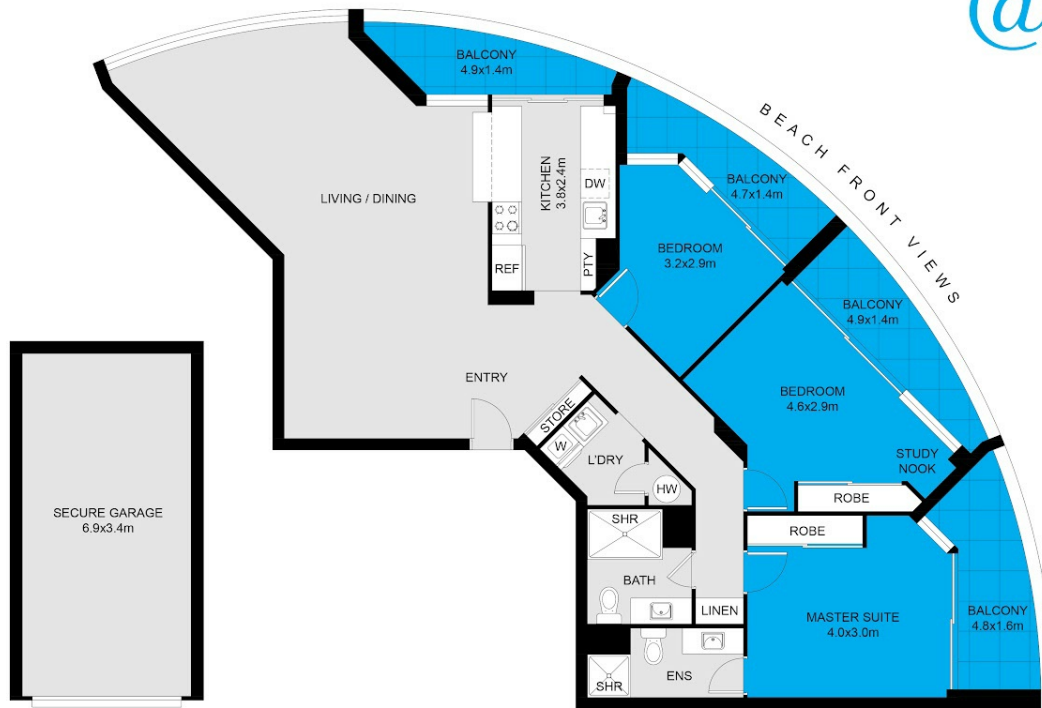 @
BALCONY
4.9x1.4m
BEACH FRONT VIEWS
LIVING / DINING
KITCHEN
3.8x2.4m
DW
REF
PTY
BALCONY
4.7x1.4m
BEDROOM
3.2x2.9m
BALCONY
4.9x1.4m
ENTRY
BEDROOM
4.6x2.9m
STORE
W
L'DRY
HW
STUDY
NOOK
ROBE
SECURE GARAGE
6.9x3.4m
SHR
ROBE
BATH
LINEN
MASTER SUITE
4.0x3.0m
BALCONY
4.8x1.6m
ENS
SHR